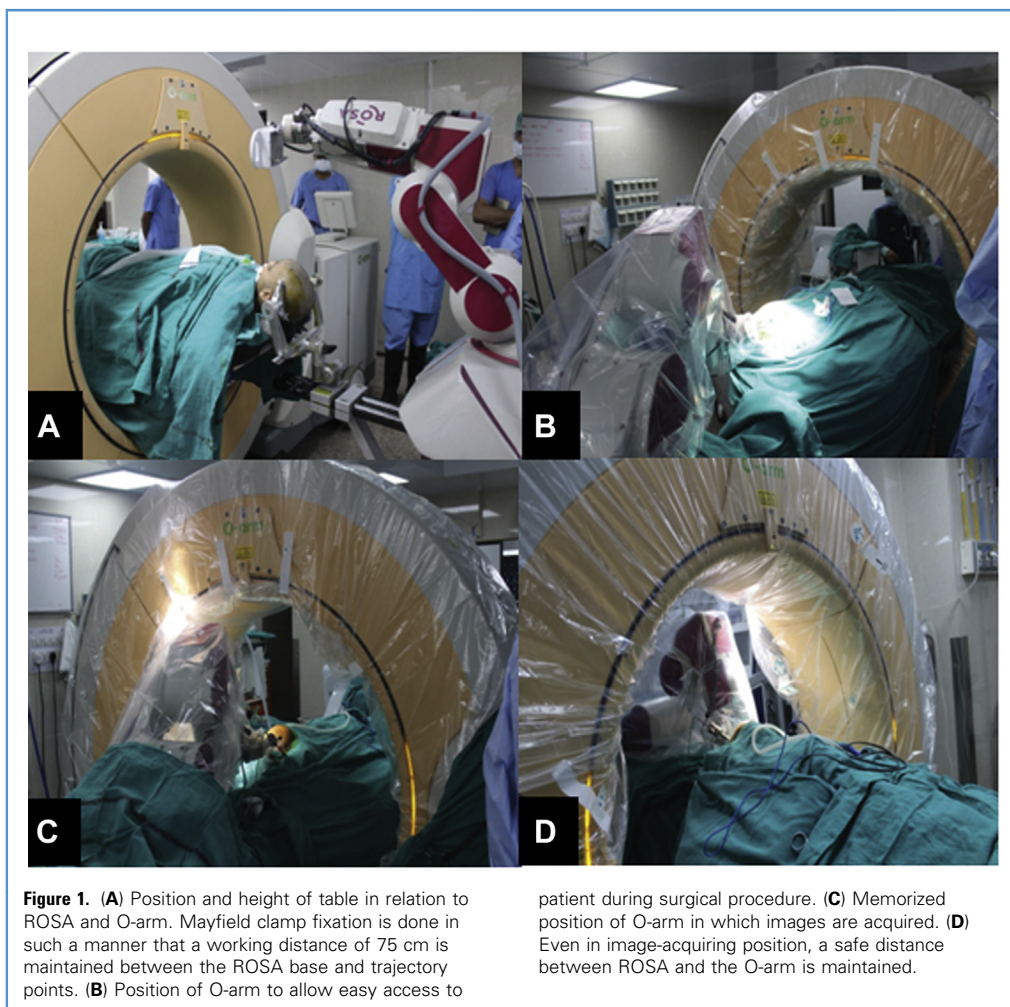 O-arm
ROSA
A
O-arm
B
O-arm
C
O-arm
D
Figure 1. (A) Position and height of table in relation to
ROSA and O-arm. Mayfield clamp fixation is done in
such a manner that a working distance of 75 cm is
maintained between the ROSA base and trajectory
points. (B) Position of O-arm to allow easy access to
patient during surgical procedure. (C) Memorized
position of O-arm in which images are acquired. (D)
Even in image-acquiring position, a safe distance
between ROSA and the O-arm is maintained.